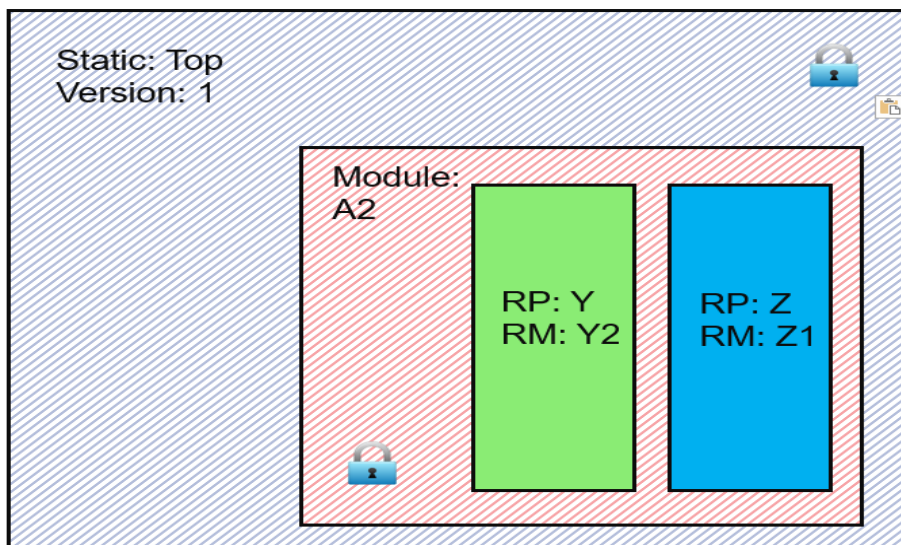 Static: Top
Version: 1
Module:
A2
RP: Y
RM: Y2
RP: Z
RM: Z1